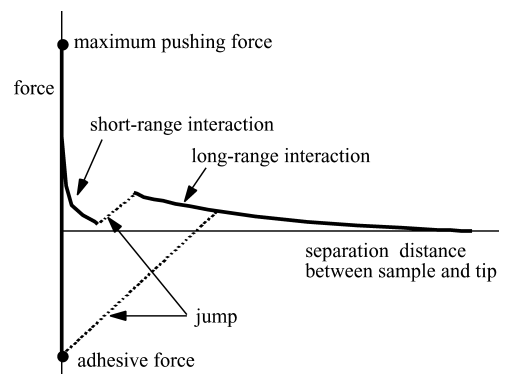 maximum pushing force
force
short-range interaction
long-range interaction
separation distance
between sample and tip
jump
adhesive force